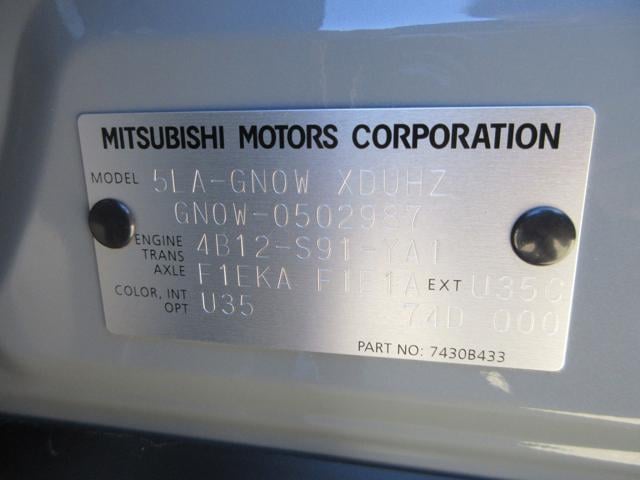 MITSUBISHI MOTORS CORPORATION
MODEL 5LA-GN0W XDUHZ
GN0W-0502987
ENGINE 4B12-S91-YA1
TRANS
AXLE F1EKA F1E1A EXT U35C
COLOR, INT
OPT U35 74D 000
PART NO: 7430B433